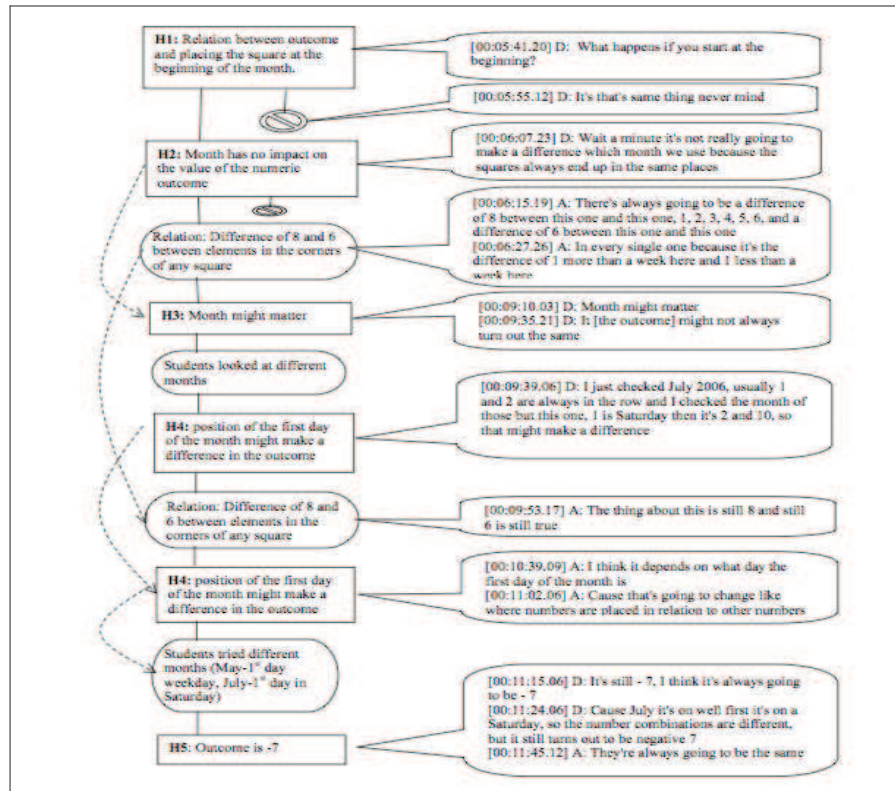 H1: Relation between outcome
and placing the square at the
beginning of the month.
[00:05:41.20] D: What happens if you start at the
beginning?
[00:05:55.12] D: It's that's same thing never mind
H2: Month has no impact on
the value of the numeric
outcome
[00:06:07.23] D: Wait a minute it's not really going to
make a difference which month we use because the
squares always end up in the same places
Relation: Difference of 8 and 6
between elements in the corners
of any square
[00:06:15.19] A: There's always going to be a difference
of 8 between this one and this one, 1, 2, 3, 4, 5, 6, and a
difference of 6 between this one and this one
[00:06:27.26] A: In every single one because it's the
difference of 1 more than a week here and 1 less than a
week here
H3: Month might matter
[00:09:10.03] D: Month might matter
[00:09:35.21] D: It [the outcome] might not always
turn out the same
Students looked at different
months
H4: position of the first day
of the month might make a
difference in the outcome
[00:09:39.06] D: I just checked July 2006, usually 1
and 2 are always in the row and I checked the month of
those but this one, 1 is Saturday then it's 2 and 10, so
that might make a difference
Relation: Difference of 8 and
6 between elements in the
corners of any square
[00:09:53.17] A: The thing about this is still 8 and still
6 is still true
H4: position of the first day
of the month might make a
difference in the outcome
[00:10:39.09] A: I think it depends on what day the
first day of the month is
[00:11:02.06] A: Cause that's going to change like
where numbers are placed in relation to other numbers
Students tried different
months (May-1st day
weekday, July-1st day in
Saturday)
H5: Outcome is -7
[00:11:15.06] D: It's still - 7, I think it's always going
to be - 7
[00:11:24.06] D: Cause July it's on well first it's on a
Saturday, so the number combinations are different,
but it still turns out to be negative 7
[00:11:45.12] A: They're always going to be the same